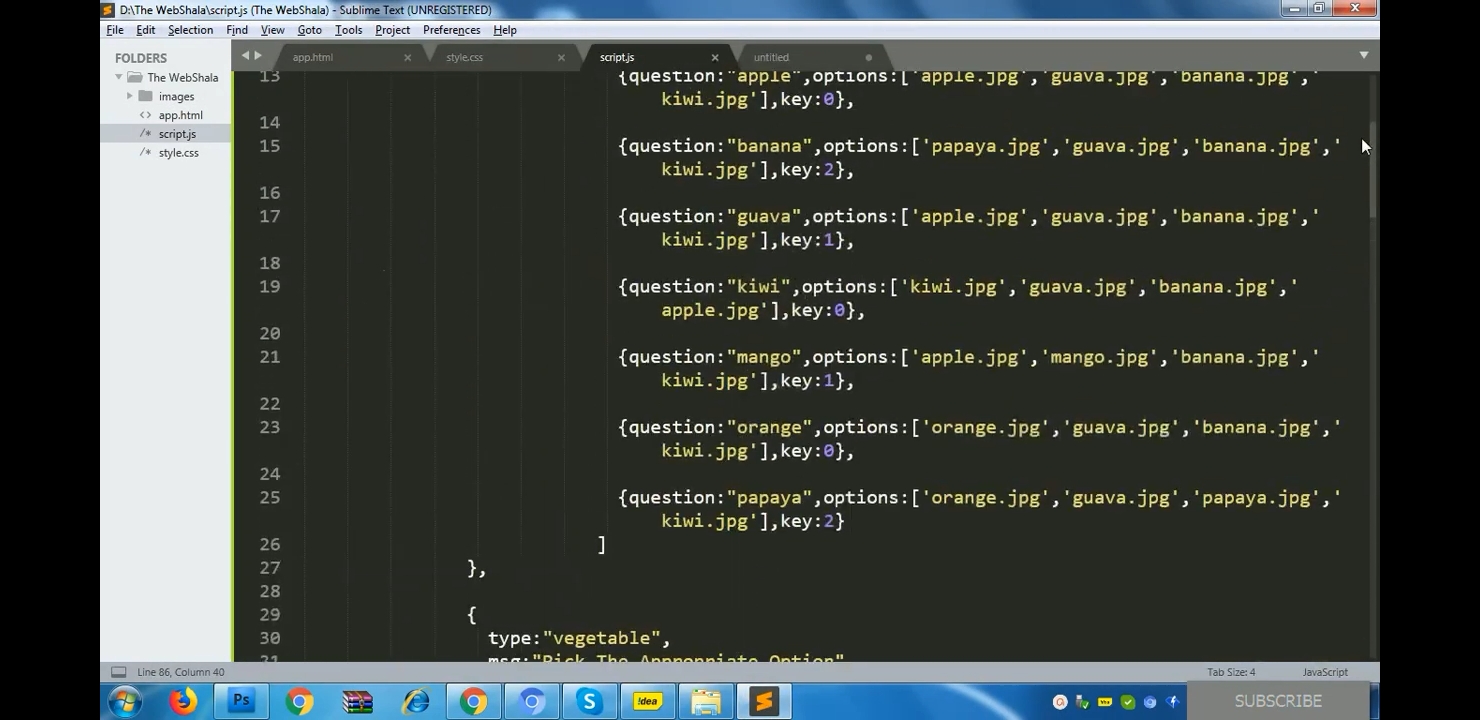 D:\The WebShala\script.js (The WebShala) - Sublime Text (UNREGISTERED)
File Edit Selection Find View Goto Tools Project Preferences Help
FOLDERS
The WebShala
images
app.html
script.js
style.css
app.html style.css script.js untitled
13 {question:"apple",options:['apple.jpg','guava.jpg','banana.jpg','
kiwi.jpg'],key:0},
14
15 {question:"banana",options:['papaya.jpg','guava.jpg','banana.jpg','
kiwi.jpg'],key:2},
16
17 {question:"guava",options:['apple.jpg','guava.jpg','banana.jpg','
kiwi.jpg'],key:1},
18
19 {question:"kiwi",options:['kiwi.jpg','guava.jpg','banana.jpg','
apple.jpg'],key:0},
20
21 {question:"mango",options:['apple.jpg','mango.jpg','banana.jpg','
kiwi.jpg'],key:1},
22
23 {question:"orange",options:['orange.jpg','guava.jpg','banana.jpg','
kiwi.jpg'],key:0},
24
25 {question:"papaya",options:['orange.jpg','guava.jpg','papaya.jpg','
kiwi.jpg'],key:2}
26 ]
27 },
28
29 {
30 type:"vegetable",
31 msg:"Pick The Appropriate Option"
Line 86, Column 40 Tab Size: 4 JavaScript
Ps !dea SUBSCRIBE